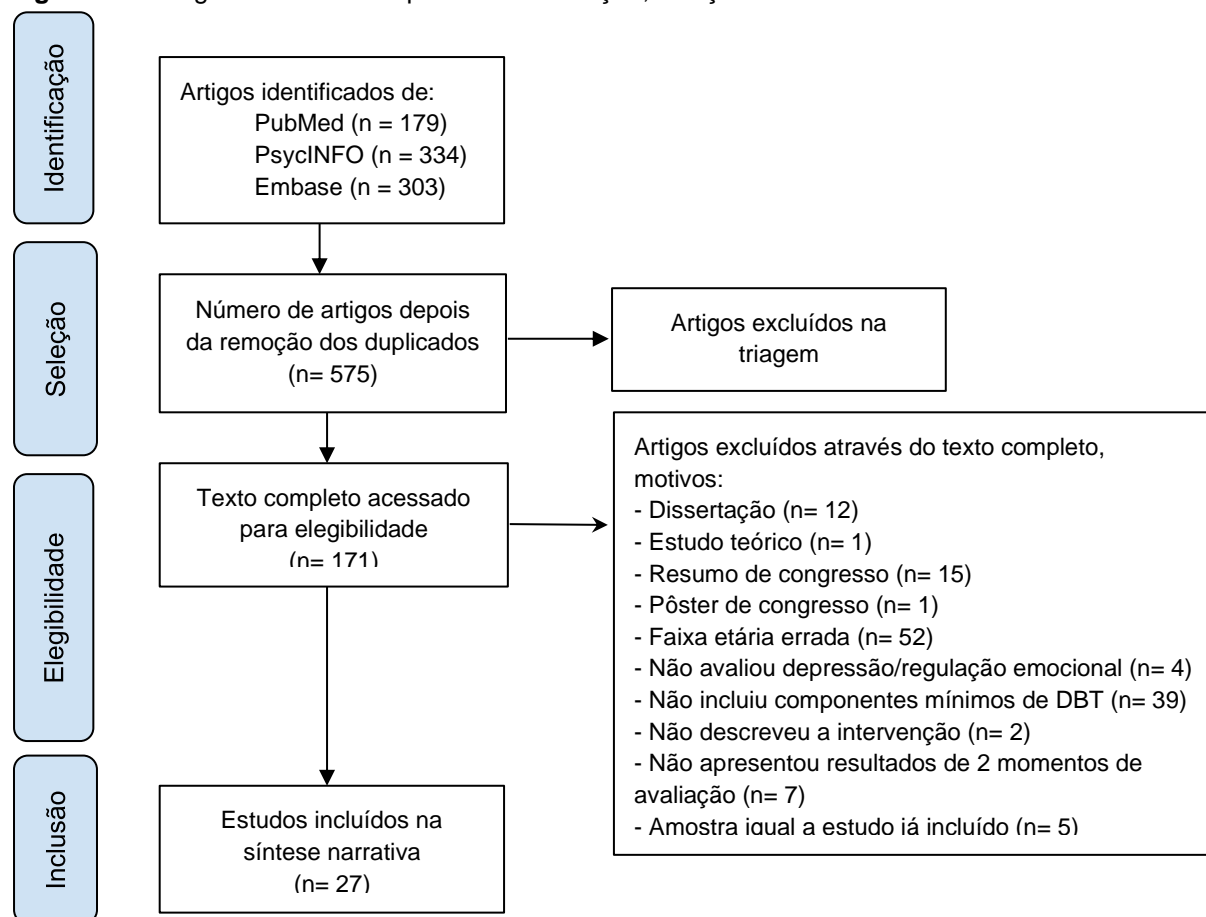 Identificação
Artigos identificados de:
PubMed (n = 179)
PsycINFO (n = 334)
Embase (n = 303)
Seleção
Número de artigos depois
da remoção dos duplicados
(n= 575)
Artigos excluídos na
triagem
Elegibilidade
Texto completo acessado
para elegibilidade
(n= 171)
Artigos excluídos através do texto completo,
motivos:
- Dissertação (n= 12)
- Estudo teórico (n= 1)
- Resumo de congresso (n= 15)
- Pôster de congresso (n= 1)
- Faixa etária errada (n= 52)
- Não avaliou depressão/regulação emocional (n= 4)
- Não incluiu componentes mínimos de DBT (n= 39)
- Não descreveu a intervenção (n= 2)
- Não apresentou resultados de 2 momentos de
avaliação (n= 7)
- Amostra igual a estudo já incluído (n= 5)
Inclusão
Estudos incluídos na
síntese narrativa
(n= 27)